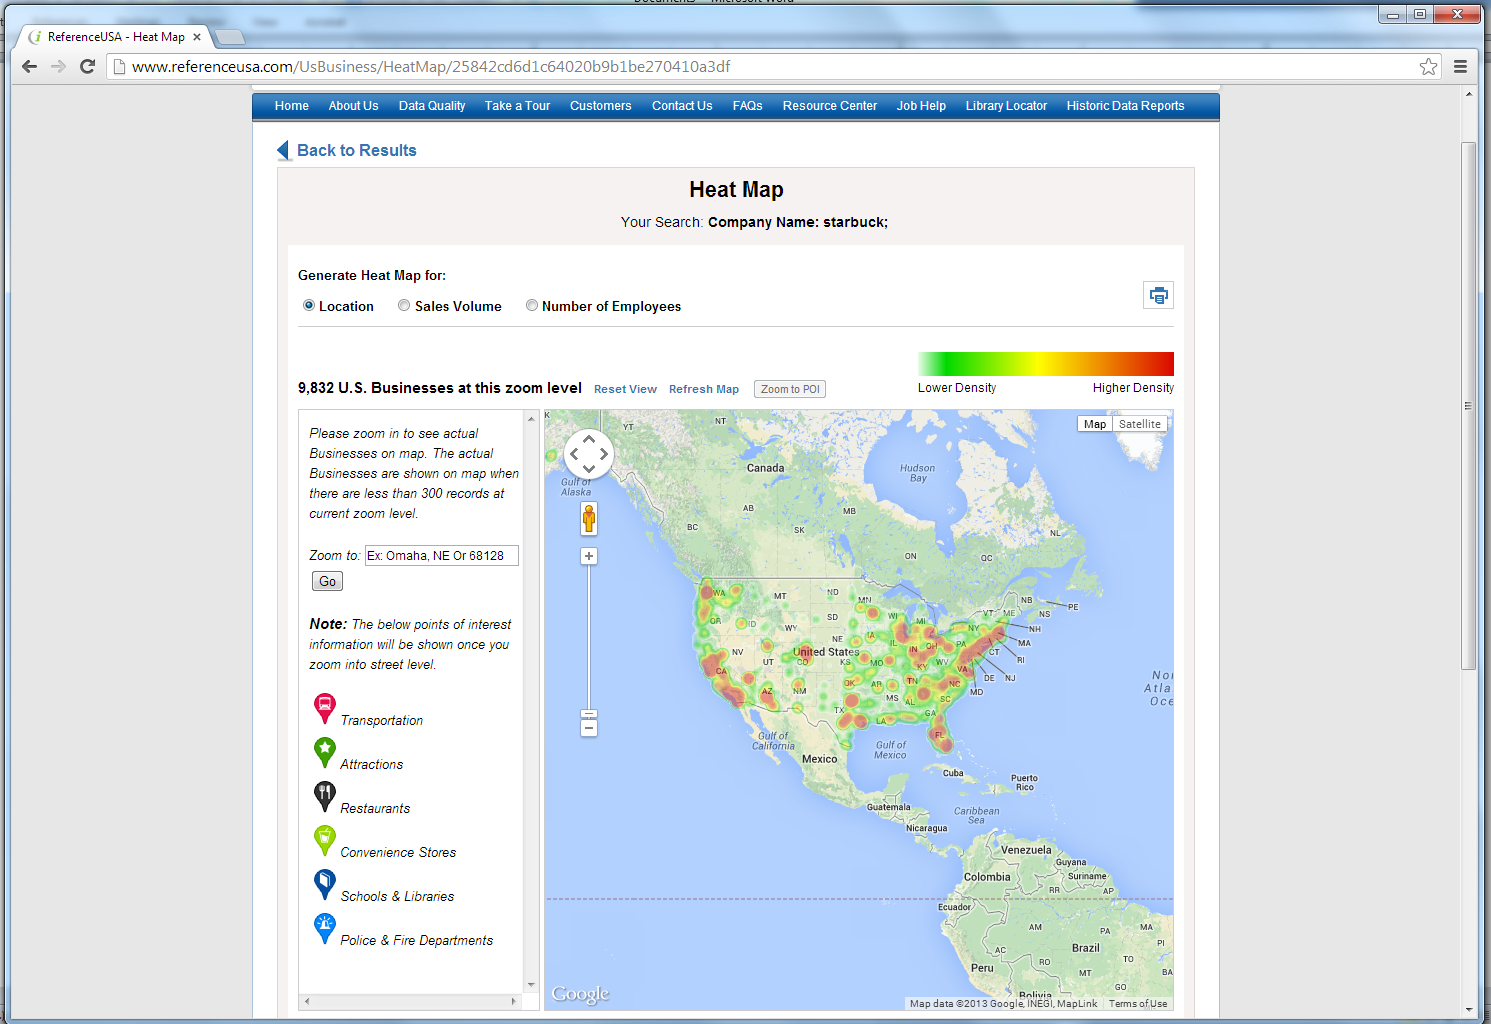 Documents - Microsoft Word
ReferenceUSA - Heat Map
www.referenceusa.com/UsBusiness/HeatMap/25842cd6d1c64020b9b1be270410a3df
Home About Us Data Quality Take a Tour Customers Contact Us FAQs Resource Center Job Help Library Locator Historic Data Reports
Back to Results
Heat Map
Your Search: Company Name: starbuck;
Generate Heat Map for:
Location Sales Volume Number of Employees
Lower Density Higher Density
9,832 U.S. Businesses at this zoom level Reset View Refresh Map Zoom to POI
Please zoom in to see actual
Businesses on map. The actual
Businesses are shown on map when
there are less than 300 records at
current zoom level.
Zoom to: Ex: Omaha, NE Or 68128
Go
Note: The below points of interest
information will be shown once you
zoom into street level.
Transportation
Attractions
Restaurants
Convenience Stores
Schools & Libraries
Police & Fire Departments
Map Satellite
K
YT
NT
Canada
Hudson
Bay
Gulf of
Alaska
AB
MB
BC
SK
NL
ON
QC
NB
PE
WA
MT
ND
MN
VT ME
NS
OR
ID
SD
WI
MI
NY
NH
WY
IA
MA
NE
IL
IN
OH
PA
CT
NV
United States
RI
UT
CO
KS
MO
KY
WV
VA
DE
NJ
CA
MD
AZ
NM
OK
AR
TN
NC
MS
AL
SC
TX
LA
GA
FL
Gulf of
California
Gulf of
Mexico
Mexico
Cuba
Puerto
Rico
Guatemala
Caribbean
Sea
Nicaragua
Venezuela
Guyana
Colombia
Suriname
RR
AP
Ecuador
AM
PA
MA
PI
AC
Brazil
Peru
RO
TO
MT
BA
GO
Bolivia
No
Atla
Oce
Google
Map data ©2013 Google, INEGI, MapLink Terms of Use